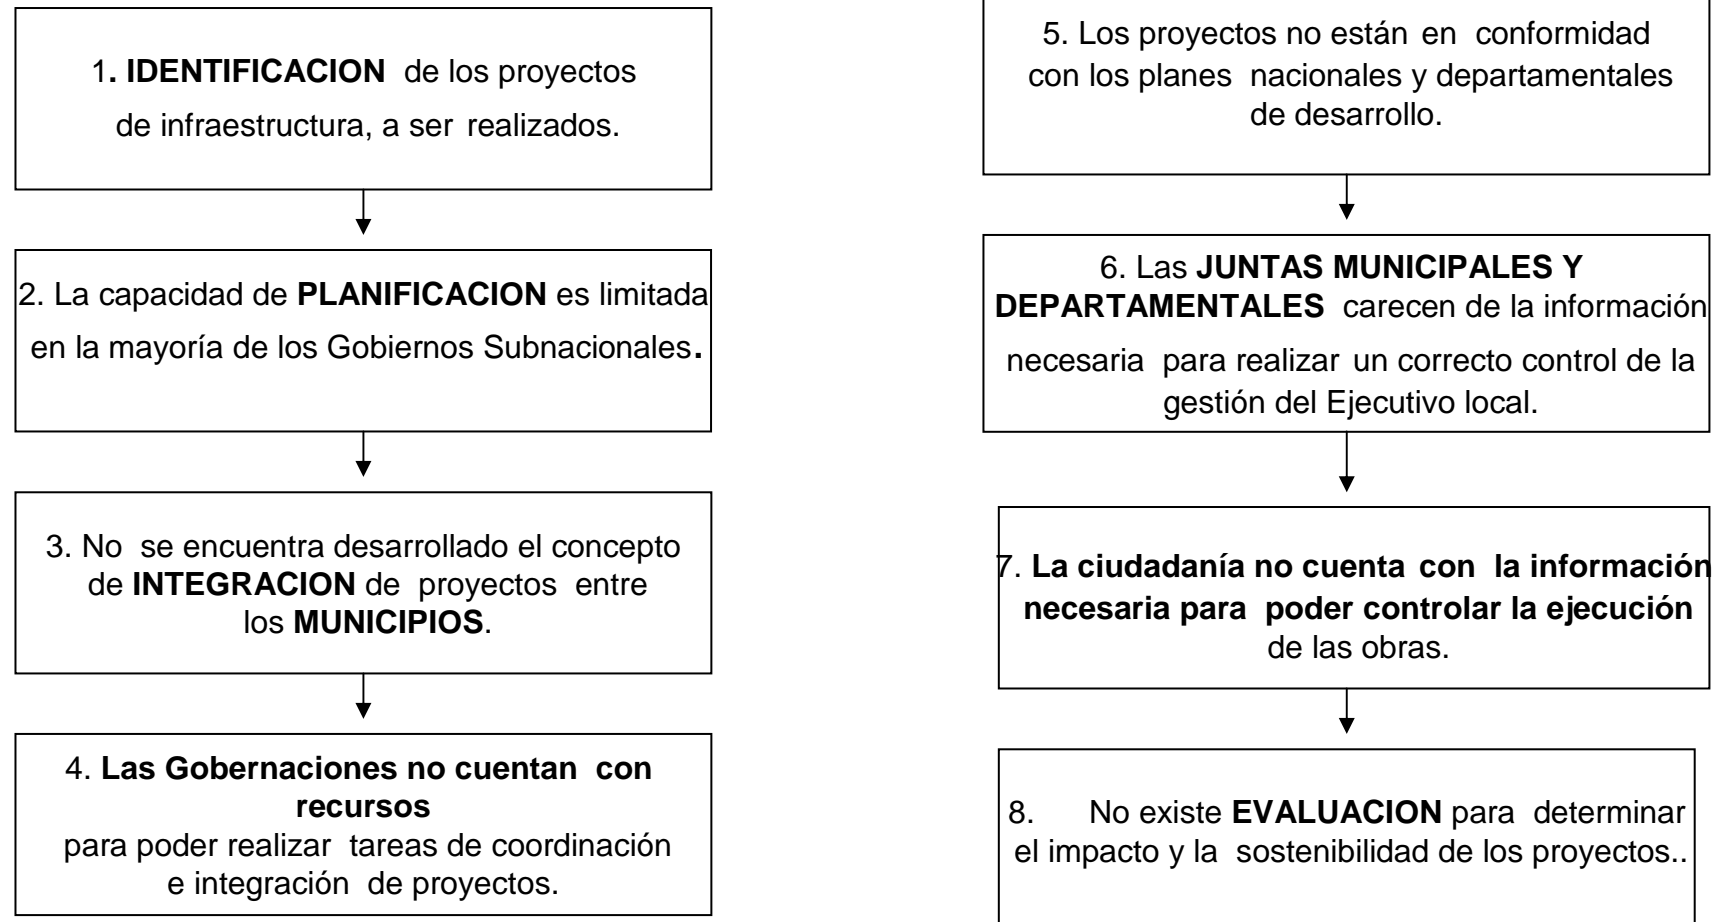 1. IDENTIFICACION de los proyectos
de infraestructura, a ser realizados.
2. La capacidad de PLANIFICACION es limitada
en la mayoría de los Gobiernos Subnacionales.
3. No se encuentra desarrollado el concepto
de INTEGRACION de proyectos entre
los MUNICIPIOS.
4. Las Gobernaciones no cuentan con
recursos
para poder realizar tareas de coordinación
e integración de proyectos.
5. Los proyectos no están en conformidad
con los planes nacionales y departamentales
de desarrollo.
6. Las JUNTAS MUNICIPALES Y
DEPARTAMENTALES carecen de la información
necesaria para realizar un correcto control de la
gestión del Ejecutivo local.
7. La ciudadanía no cuenta con la información
necesaria para poder controlar la ejecución
de las obras.
8. No existe EVALUACION para determinar
el impacto y la sostenibilidad de los proyectos..